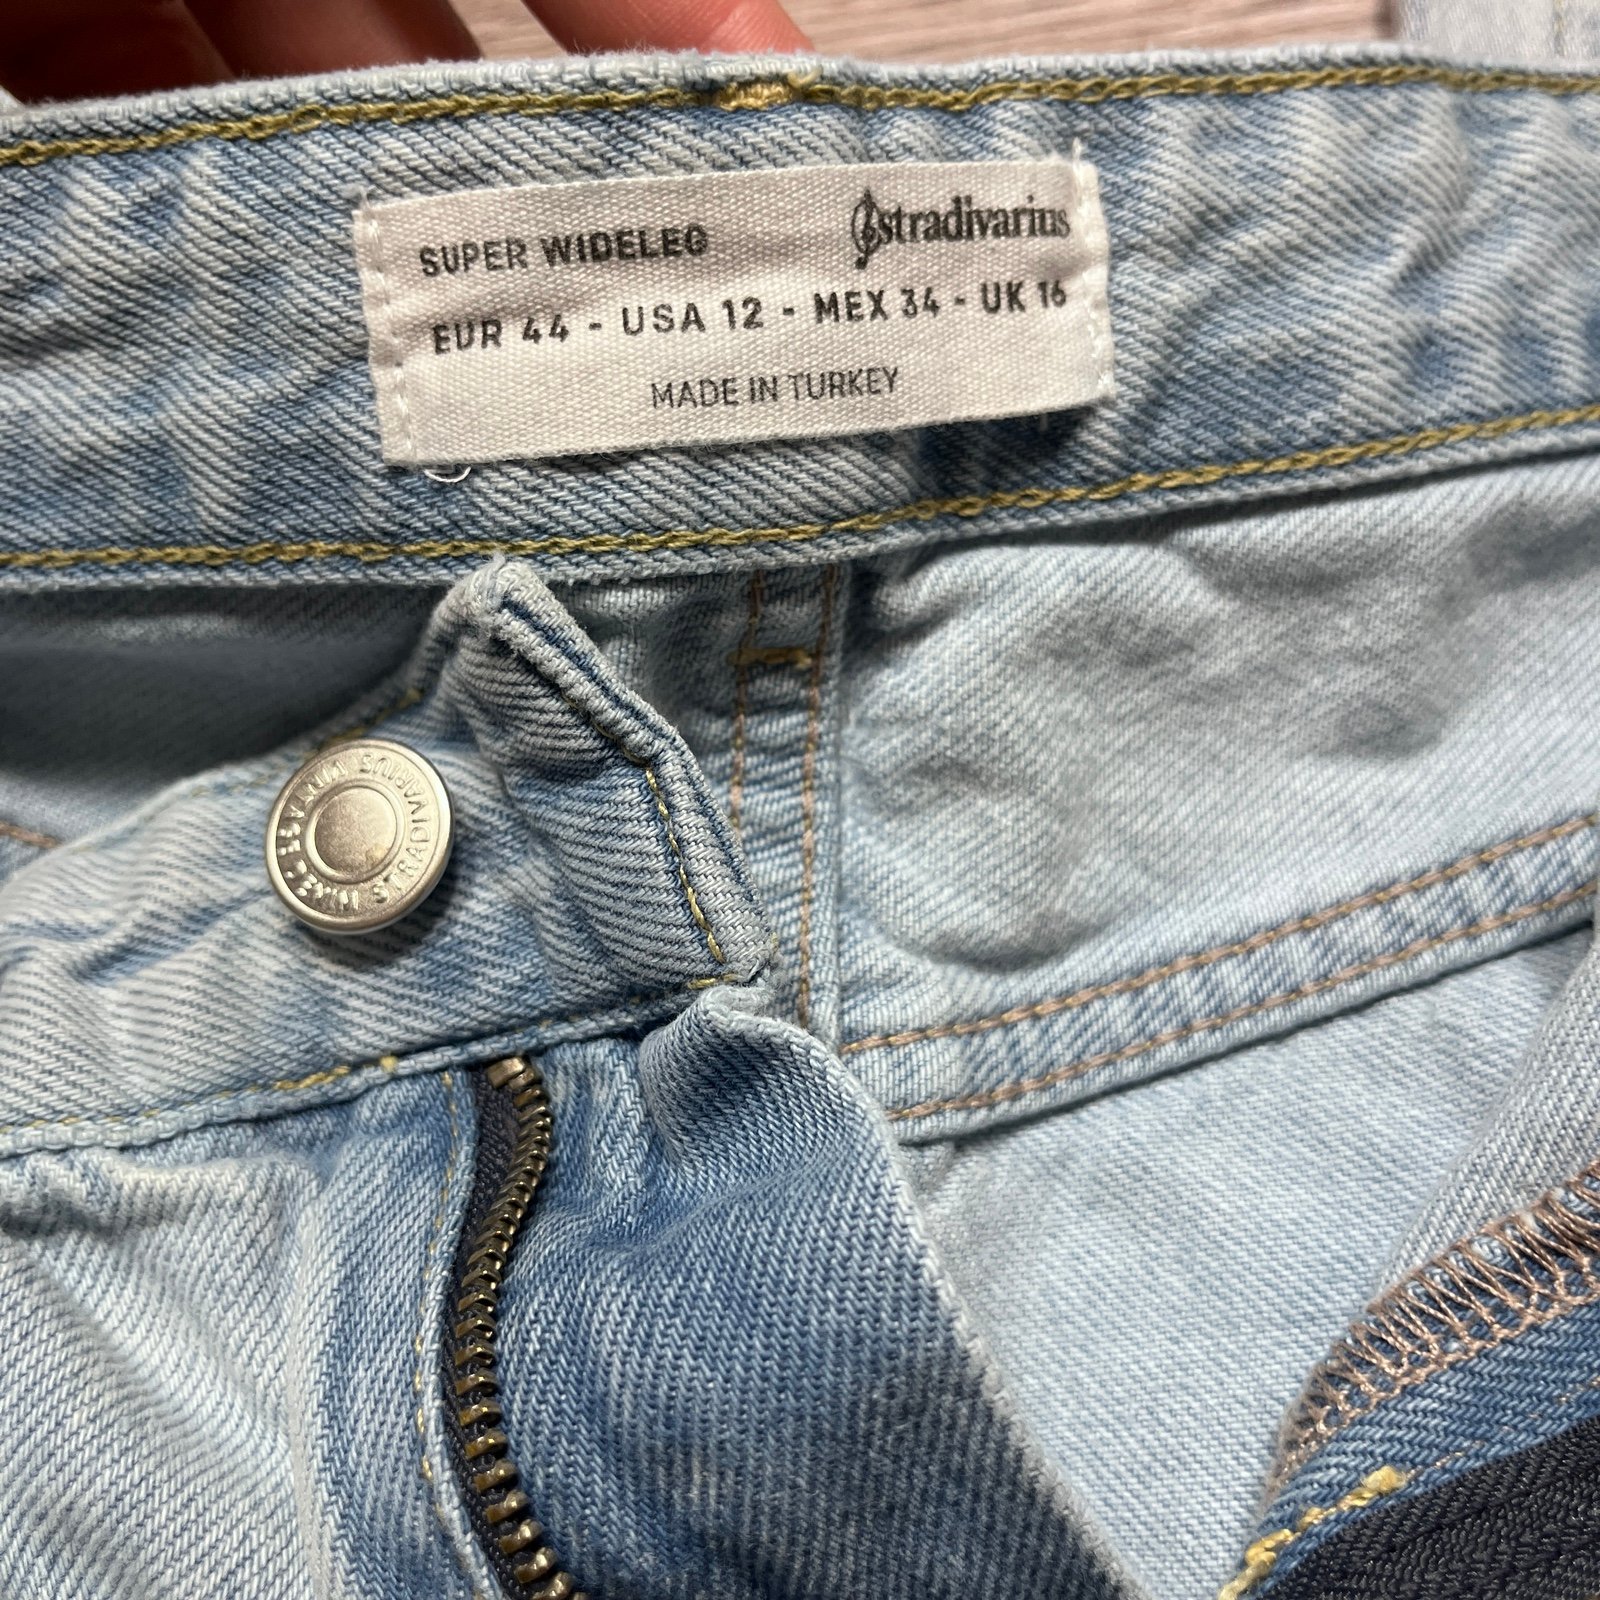 SUPER WIDELEG
stradivarius
EUR 44 - USA 12 - MEX 34 - UK 16
MADE IN TURKEY
STRADIVARIUS